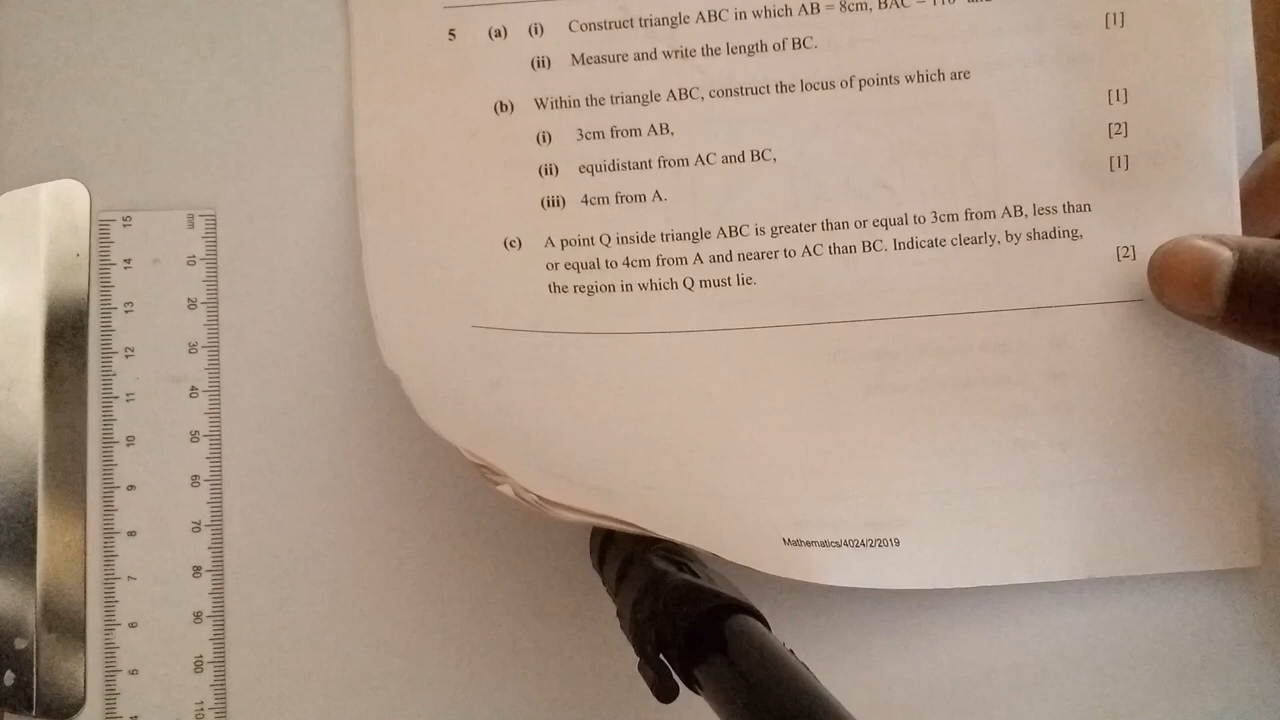 5 (a) (i) Construct triangle ABC in which AB = 8cm, BAC =
[1]
(ii) Measure and write the length of BC.
(b) Within the triangle ABC, construct the locus of points which are
(i) 3cm from AB, [1]
(ii) equidistant from AC and BC, [2]
(iii) 4cm from A. [1]
(c) A point Q inside triangle ABC is greater than or equal to 3cm from AB, less than
or equal to 4cm from A and nearer to AC than BC. Indicate clearly, by shading,
the region in which Q must lie. [2]
Mathematics/4024/2/2019
mm 10 20 30 40 50 60 70 80 90 100 110
15 14 13 12 11 10 9 8 7 6 5